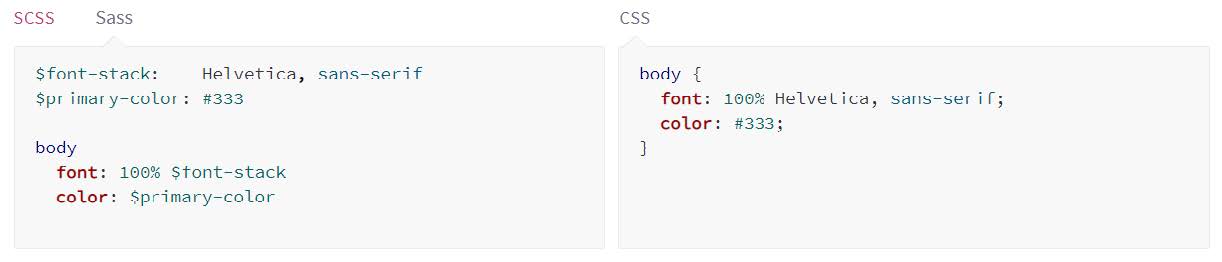 SCSS Sass
$font-stack:    Helvetica, sans-serif
$primary-color: #333

body
  font: 100% $font-stack
  color: $primary-color

CSS
body {
  font: 100% Helvetica, sans-serif;
  color: #333;
}